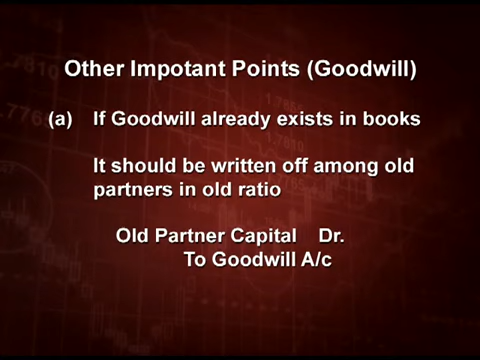 Other Impotant Points (Goodwill)
(a) If Goodwill already exists in books
It should be written off among old
partners in old ratio
Old Partner Capital Dr.
To Goodwill A/c